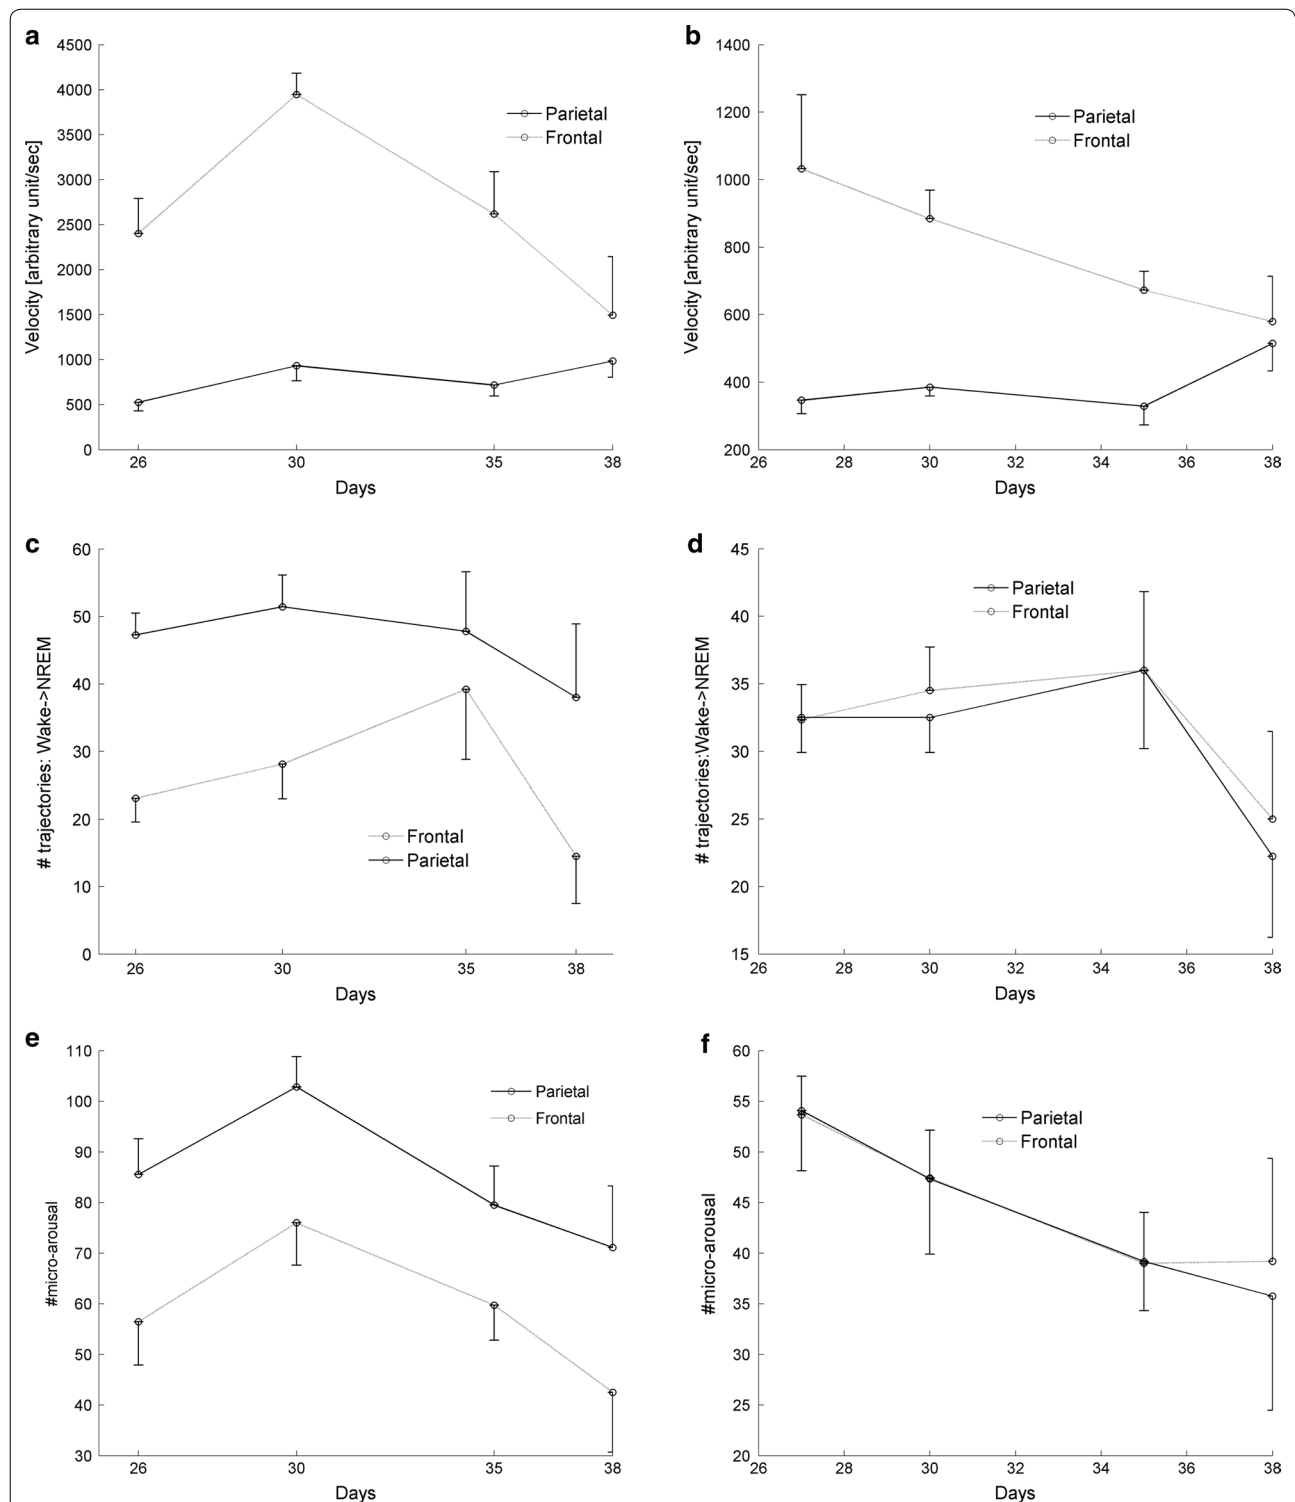 a
4500
4000
3500
3000
2500
2000
1500
1000
500
0
Velocity [arbitrary unit/sec]
Parietal
Frontal
26 30 35 38
Days
b
1400
1200
1000
800
600
400
200
Velocity [arbitrary unit/sec]
Parietal
Frontal
26 28 30 32 34 36 38
Days
c
60
50
40
30
20
10
0
# trajectories: Wake->NREM
Frontal
Parietal
26 30 35 38
Days
d
45
40
35
30
25
22
15
# trajectories:Wake->NREM
Parietal
Frontal
26 28 30 32 34 36 38
Days
e
110
100
90
80
70
60
50
40
30
#micro-arousal
Parietal
Frontal
26 30 35 38
Days
f
60
55
50
45
40
35
30
25
20
#micro-arousal
Parietal
Frontal
26 28 30 32 34 36 38
Days